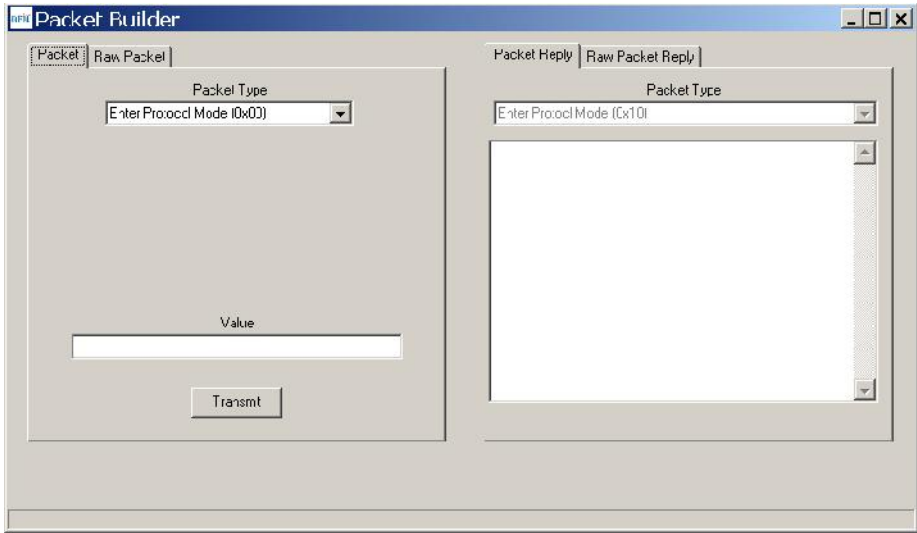 Packet Builder
Packet
Raw Packet
Packet Type
Enter Protocol Mode (0x00)
Value
Transmit
Packet Reply
Raw Packet Reply
Packet Type
Enter Protocol Mode (0x10)